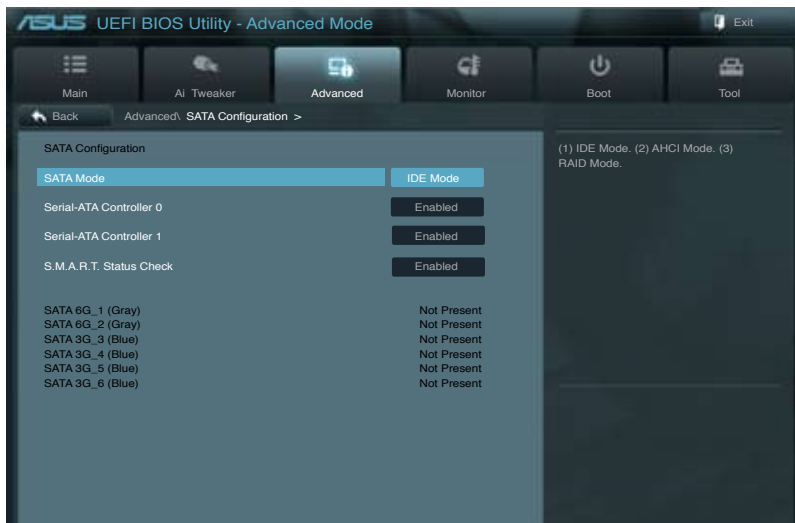 ASUS UEFI BIOS Utility - Advanced Mode
Exit
Main
Ai Tweaker
Advanced
Monitor
Boot
Tool
Back
Advanced\ SATA Configuration >
SATA Configuration
SATA Mode IDE Mode
Serial-ATA Controller 0 Enabled
Serial-ATA Controller 1 Enabled
S.M.A.R.T. Status Check Enabled
SATA 6G_1 (Gray) Not Present
SATA 6G_2 (Gray) Not Present
SATA 3G_3 (Blue) Not Present
SATA 3G_4 (Blue) Not Present
SATA 3G_5 (Blue) Not Present
SATA 3G_6 (Blue) Not Present
(1) IDE Mode. (2) AHCI Mode. (3)
RAID Mode.